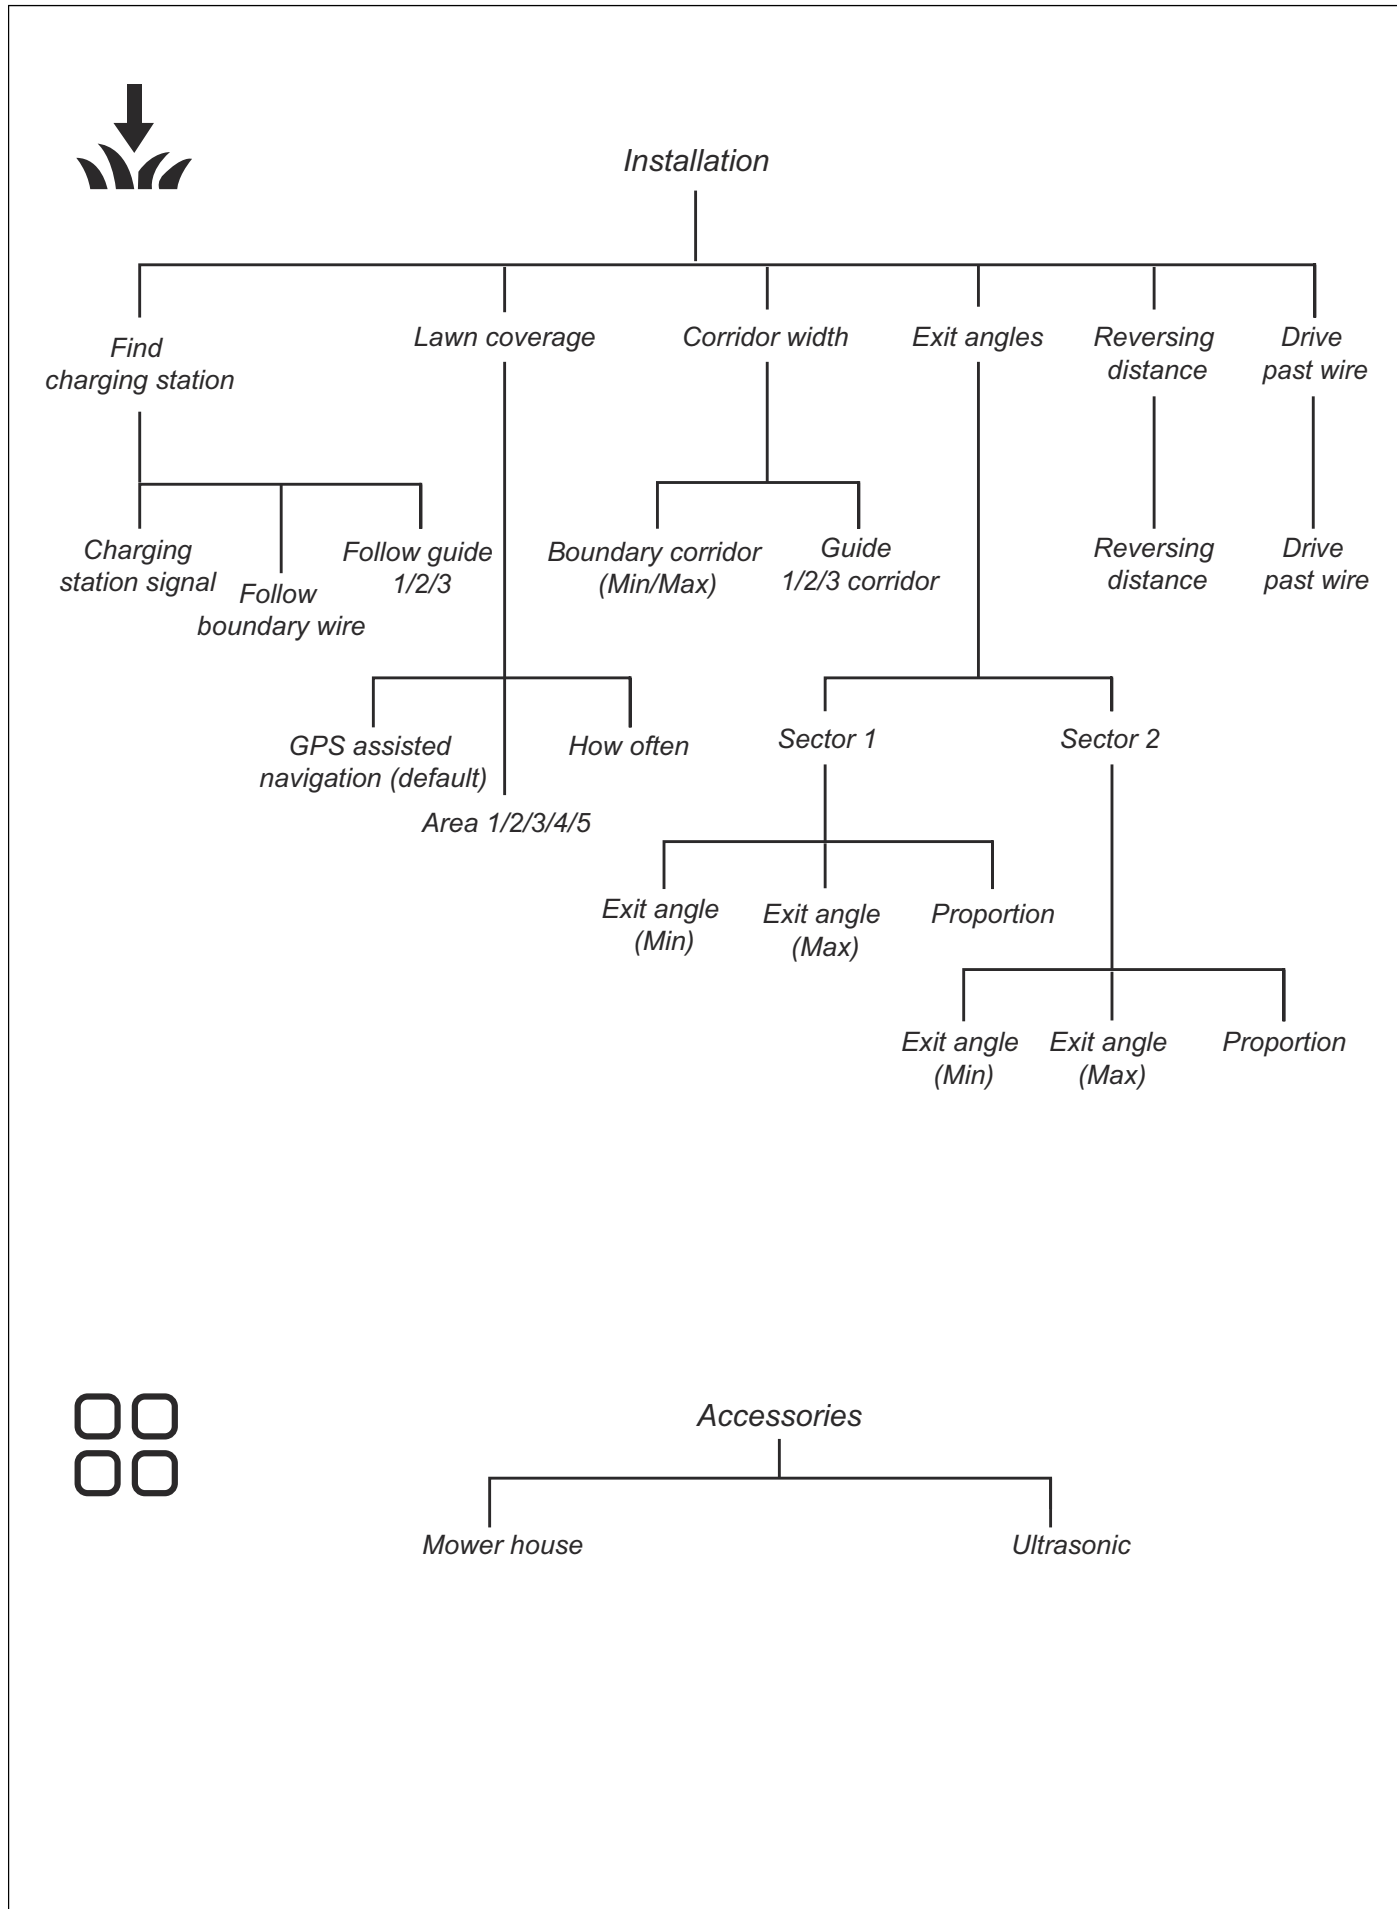 Installation
Find
charging station
Lawn coverage
Corridor width
Exit angles
Reversing
distance
Drive
past wire
Charging
station signal
Follow
boundary wire
Follow guide
1/2/3
Boundary corridor
(Min/Max)
Guide
1/2/3 corridor
Reversing
distance
Drive
past wire
GPS assisted
navigation (default)
Area 1/2/3/4/5
How often
Sector 1
Sector 2
Exit angle
(Min)
Exit angle
(Max)
Proportion
Exit angle
(Min)
Exit angle
(Max)
Proportion
Accessories
Mower house
Ultrasonic